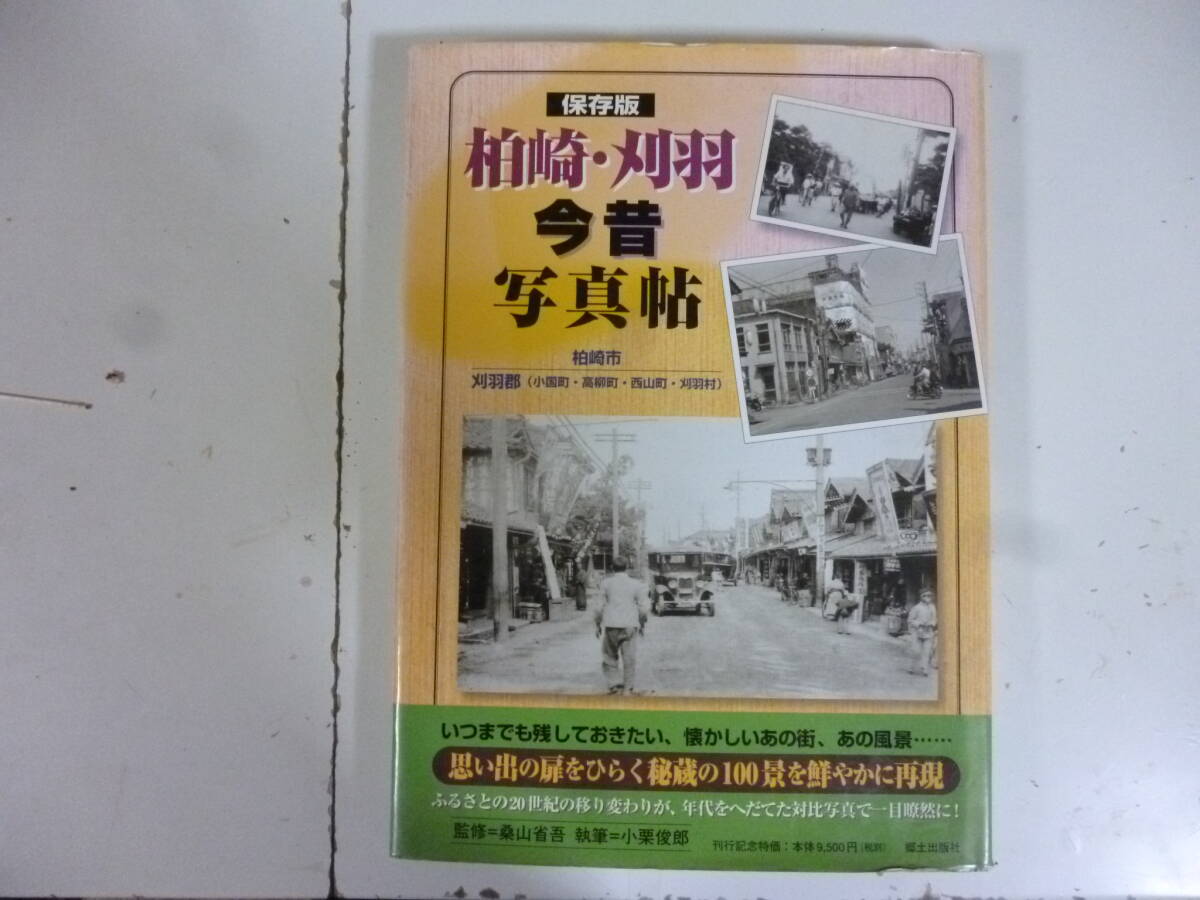 保存版
柏崎・刈羽
今昔
写真帖
柏崎市
刈羽郡（小国町・高柳町・西山町・刈羽村）
いつまでも残しておきたい、懐かしいあの街、あの風景……
思い出の扉をひらく秘蔵の100景を鮮やかに再現
ふるさとの20世紀の移り変わりが、年代をへだてた対比写真で一目瞭然に！
監修＝桑山省吾 執筆＝小栗俊郎
刊行記念特価：本体9,500円（税別） 郷土出版社